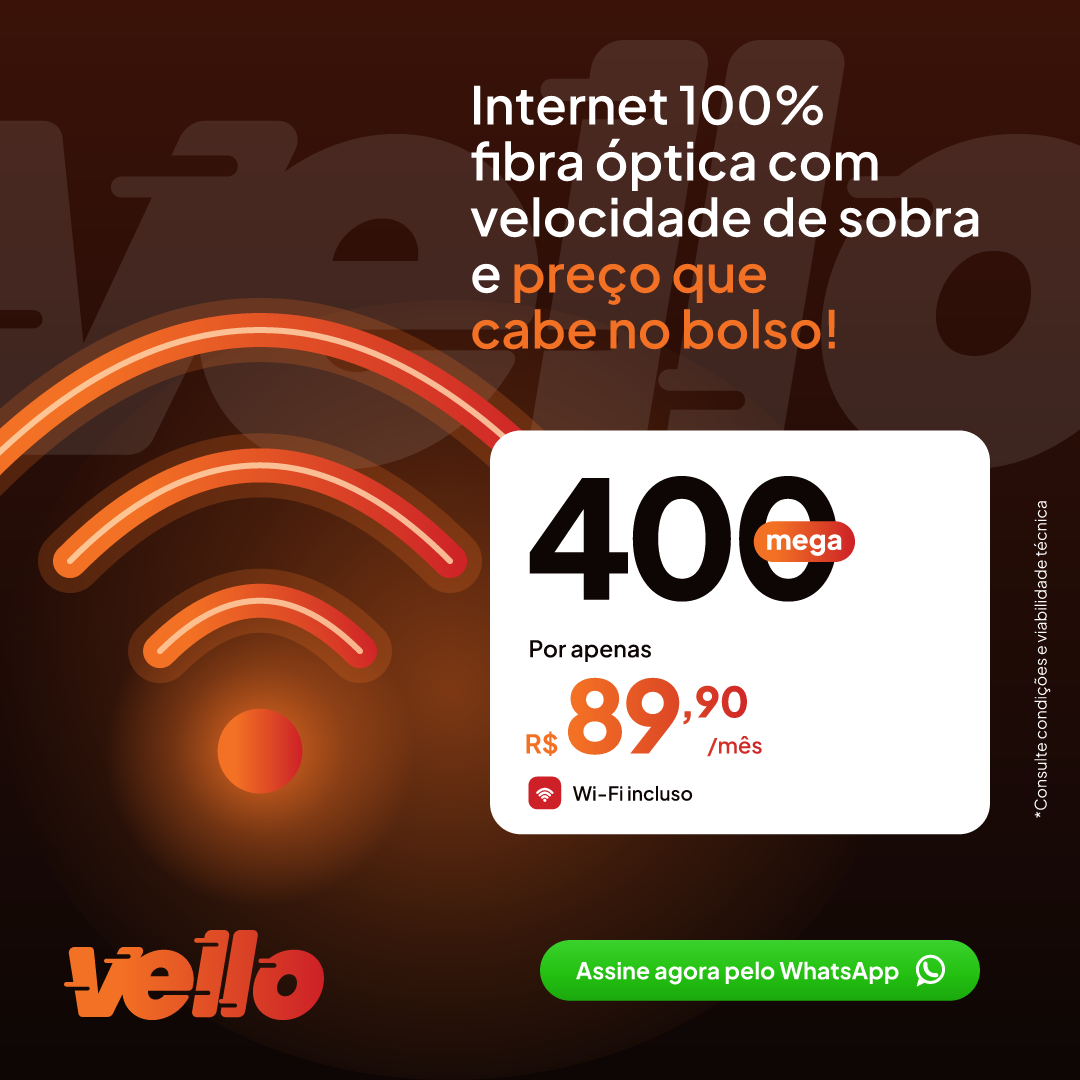 Internet 100%
fibra óptica com
velocidade de sobra
e preço que
cabe no bolso!
400
mega
Por apenas
R$ 89,90
/mês
Wi-Fi incluso
*Consulte condições e viabilidade técnica
vello
Assine agora pelo WhatsApp
vello